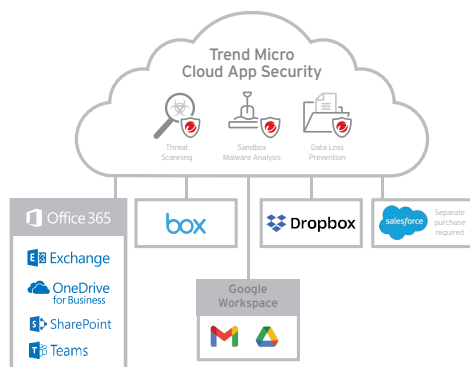 Trend Micro
Cloud App Security
Threat
Scanning
Sandbox
Malware Analysis
Data Loss
Prevention
Office 365
Exchange
OneDrive
for Business
SharePoint
Teams
box
Dropbox
salesforce
Separate
purchase
required
Google
Workspace